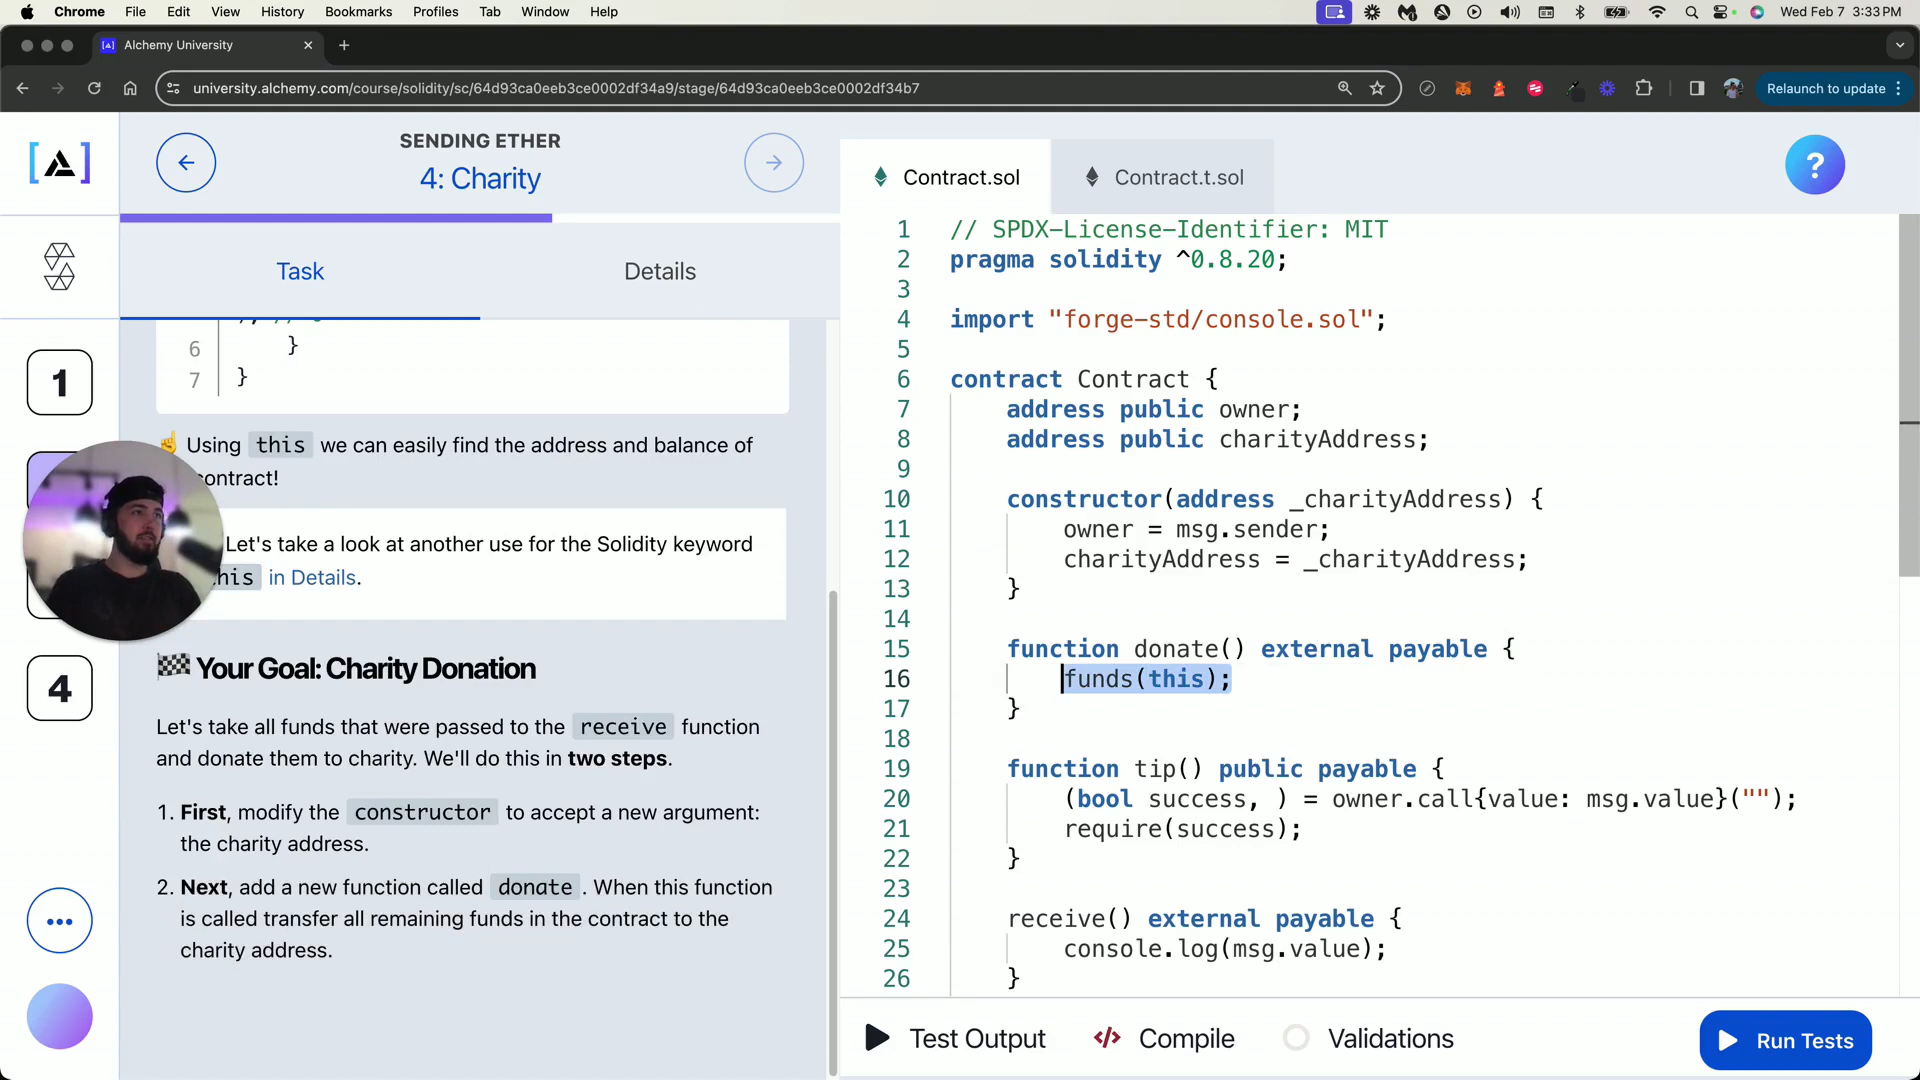 Chrome File Edit View History Bookmarks Profiles Tab Window Help Wed Feb 7 3:33 PM
Alchemy University
university.alchemy.com/course/solidity/sc/64d93ca0eeb3ce0002df34a9/stage/64d93ca0eeb3ce0002df34b7
Relaunch to update
SENDING ETHER
4: Charity
Task Details
1
4
6 }
7 }
Using this we can easily find the address and balance of
contract!
Let's take a look at another use for the Solidity keyword
this in Details.
Your Goal: Charity Donation
Let's take all funds that were passed to the receive function
and donate them to charity. We'll do this in two steps.
1. First, modify the constructor to accept a new argument:
the charity address.
2. Next, add a new function called donate . When this function
is called transfer all remaining funds in the contract to the
charity address.
Contract.sol Contract.t.sol
?
1 // SPDX-License-Identifier: MIT
2 pragma solidity ^0.8.20;
3
4 import "forge-std/console.sol";
5
6 contract Contract {
7 address public owner;
8 address public charityAddress;
9
10 constructor(address _charityAddress) {
11 owner = msg.sender;
12 charityAddress = _charityAddress;
13 }
14
15 function donate() external payable {
16 funds(this);
17 }
18
19 function tip() public payable {
20 (bool success, ) = owner.call{value: msg.value}("");
21 require(success);
22 }
23
24 receive() external payable {
25 console.log(msg.value);
26 }
Test Output </> Compile Validations Run Tests